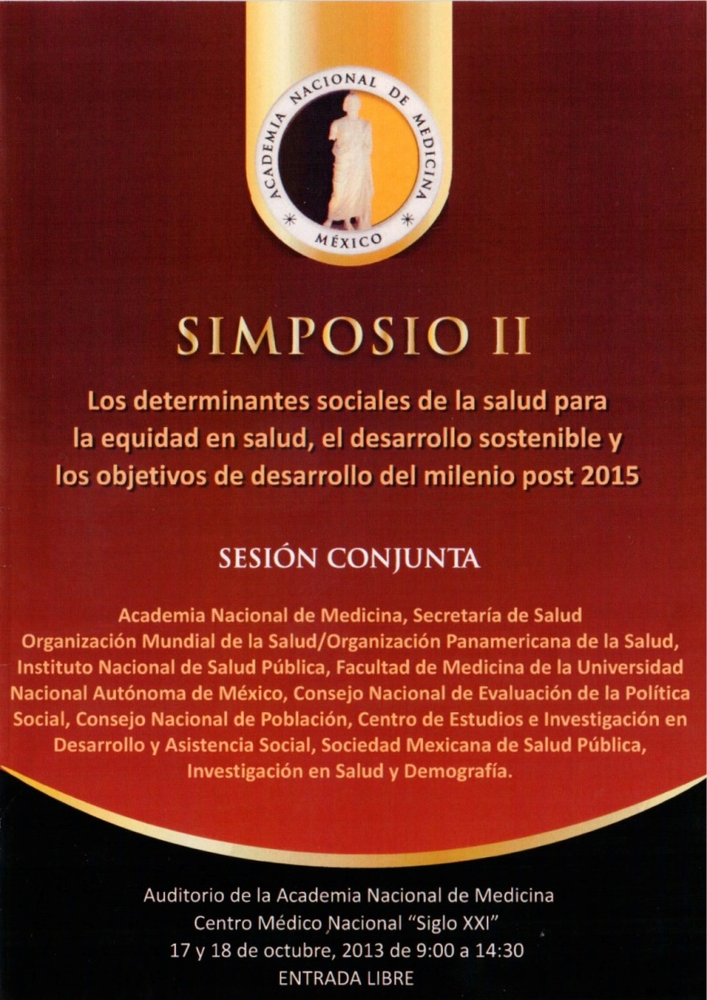 ACADEMIA NACIONAL DE MEDICINA
MÉXICO
SIMPOSIO II
Los determinantes sociales de la salud para
la equidad en salud, el desarrollo sostenible y
los objetivos de desarrollo del milenio post 2015
SESIÓN CONJUNTA
Academia Nacional de Medicina, Secretaría de Salud
Organización Mundial de la Salud/Organización Panamericana de la Salud,
Instituto Nacional de Salud Pública, Facultad de Medicina de la Universidad
Nacional Autónoma de México, Consejo Nacional de Evaluación de la Política
Social, Consejo Nacional de Población, Centro de Estudios e Investigación en
Desarrollo y Asistencia Social, Sociedad Mexicana de Salud Pública,
Investigación en Salud y Demografía.
Auditorio de la Academia Nacional de Medicina
Centro Médico Nacional “Siglo XXI”
17 y 18 de octubre, 2013 de 9:00 a 14:30
ENTRADA LIBRE